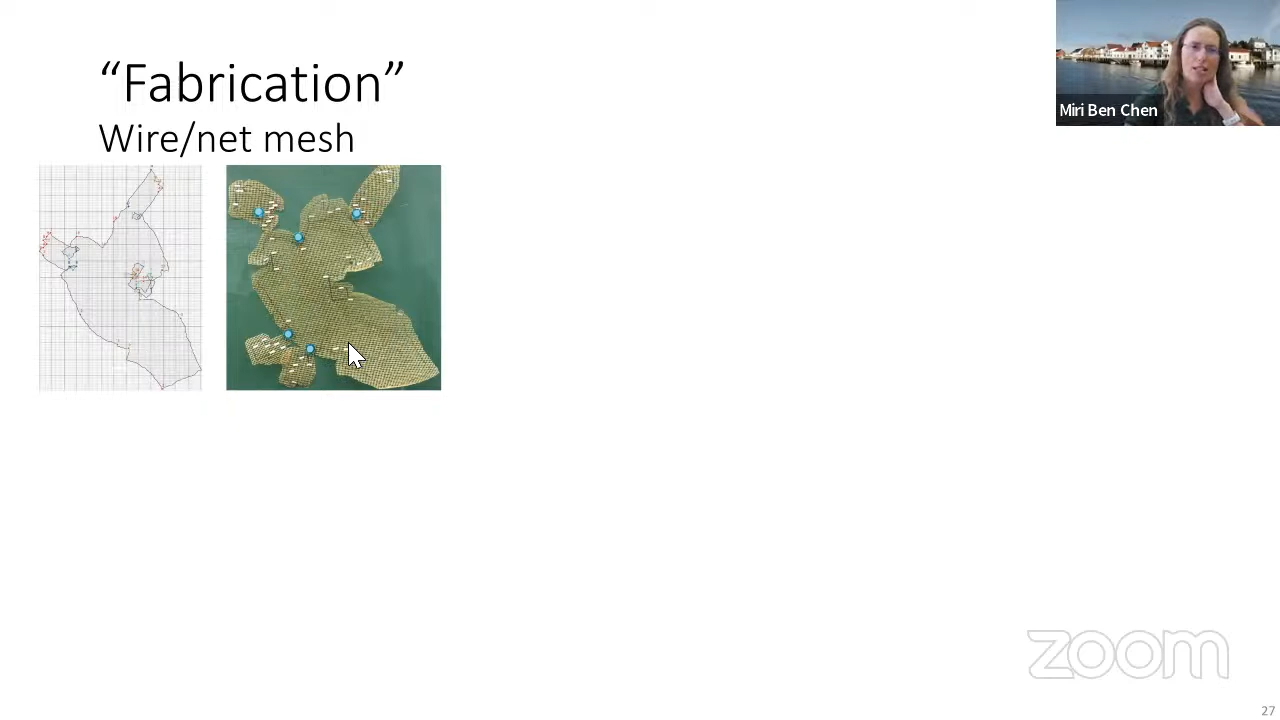 “Fabrication”
Wire/net mesh
Miri Ben Chen
zoom
27